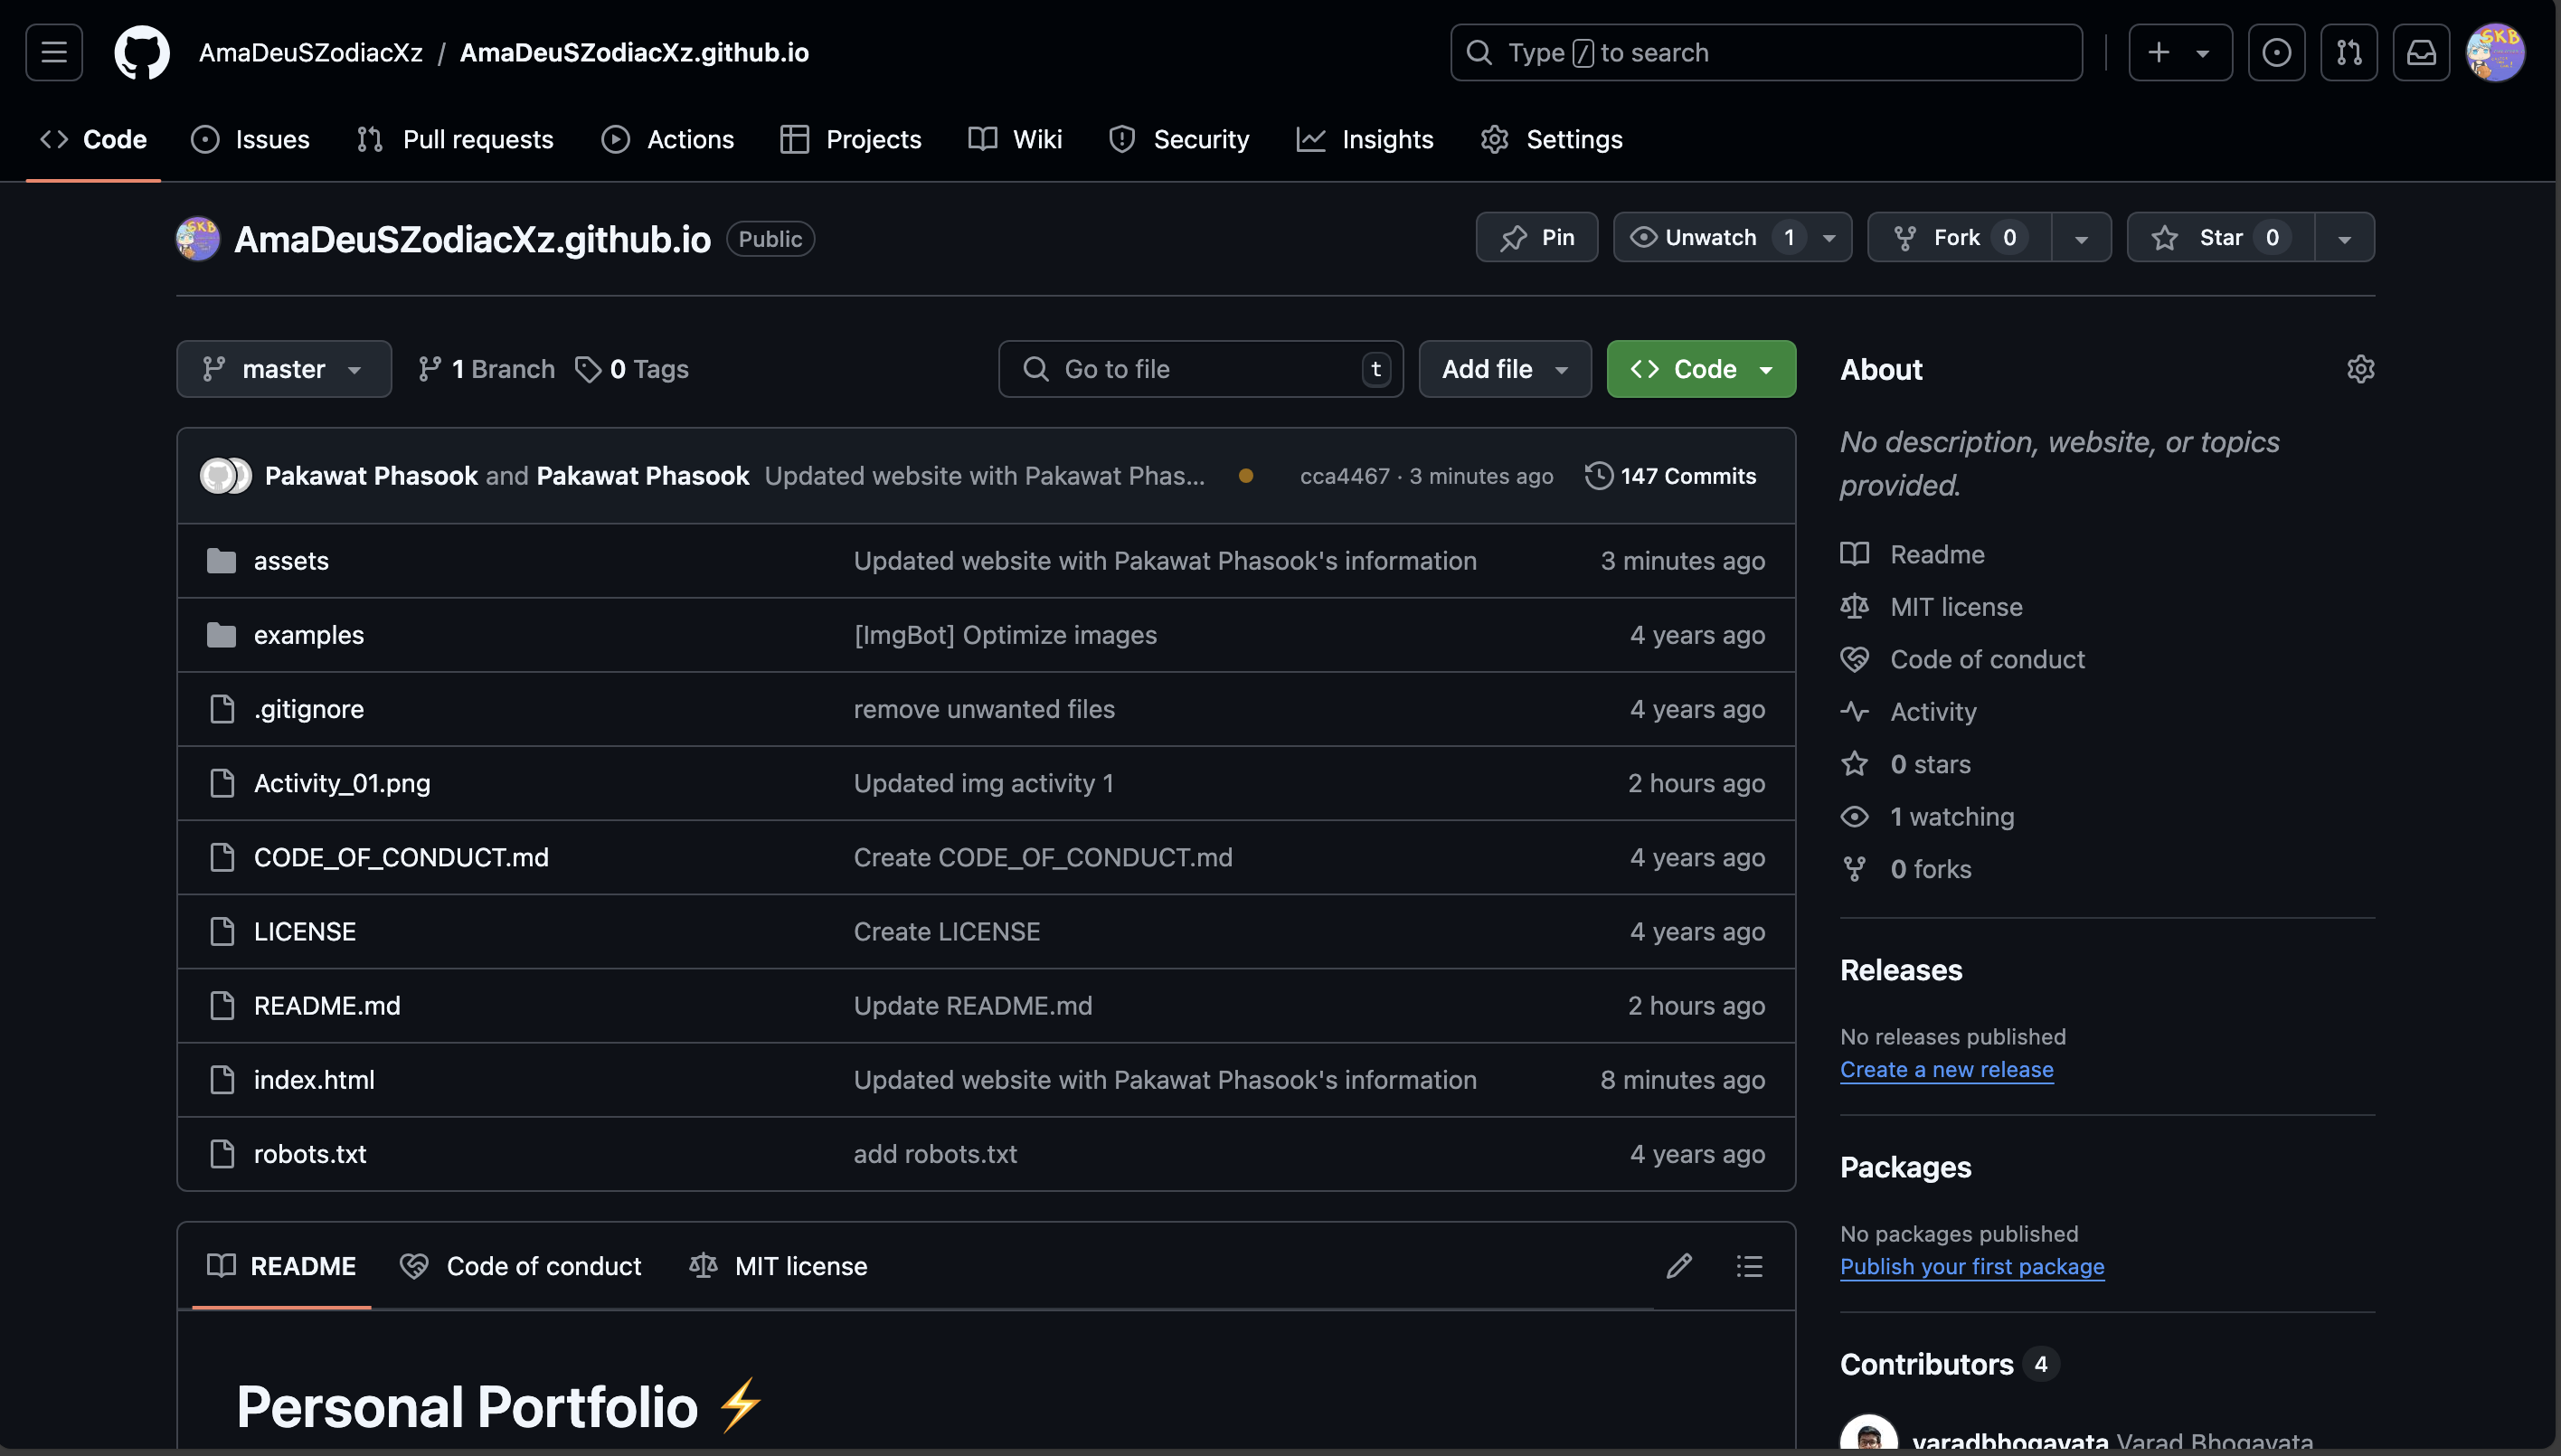 AmaDeuSZodiacXz / AmaDeuSZodiacXz.github.io
Type / to search
Code
Issues
Pull requests
Actions
Projects
Wiki
Security
Insights
Settings
AmaDeuSZodiacXz.github.io Public
Pin
Unwatch 1
Fork 0
Star 0
master
1 Branch
0 Tags
Go to file t
Add file
Code
Pakawat Phasook and Pakawat Phasook Updated website with Pakawat Phas... cca4467 · 3 minutes ago 147 Commits
assets Updated website with Pakawat Phasook's information 3 minutes ago
examples [ImgBot] Optimize images 4 years ago
.gitignore remove unwanted files 4 years ago
Activity_01.png Updated img activity 1 2 hours ago
CODE_OF_CONDUCT.md Create CODE_OF_CONDUCT.md 4 years ago
LICENSE Create LICENSE 4 years ago
README.md Update README.md 2 hours ago
index.html Updated website with Pakawat Phasook's information 8 minutes ago
robots.txt add robots.txt 4 years ago
README
Code of conduct
MIT license
Personal Portfolio ⚡
About
No description, website, or topics
provided.
Readme
MIT license
Code of conduct
Activity
0 stars
1 watching
0 forks
Releases
No releases published
Create a new release
Packages
No packages published
Publish your first package
Contributors 4
varadbhogayata Varad Bhogayata